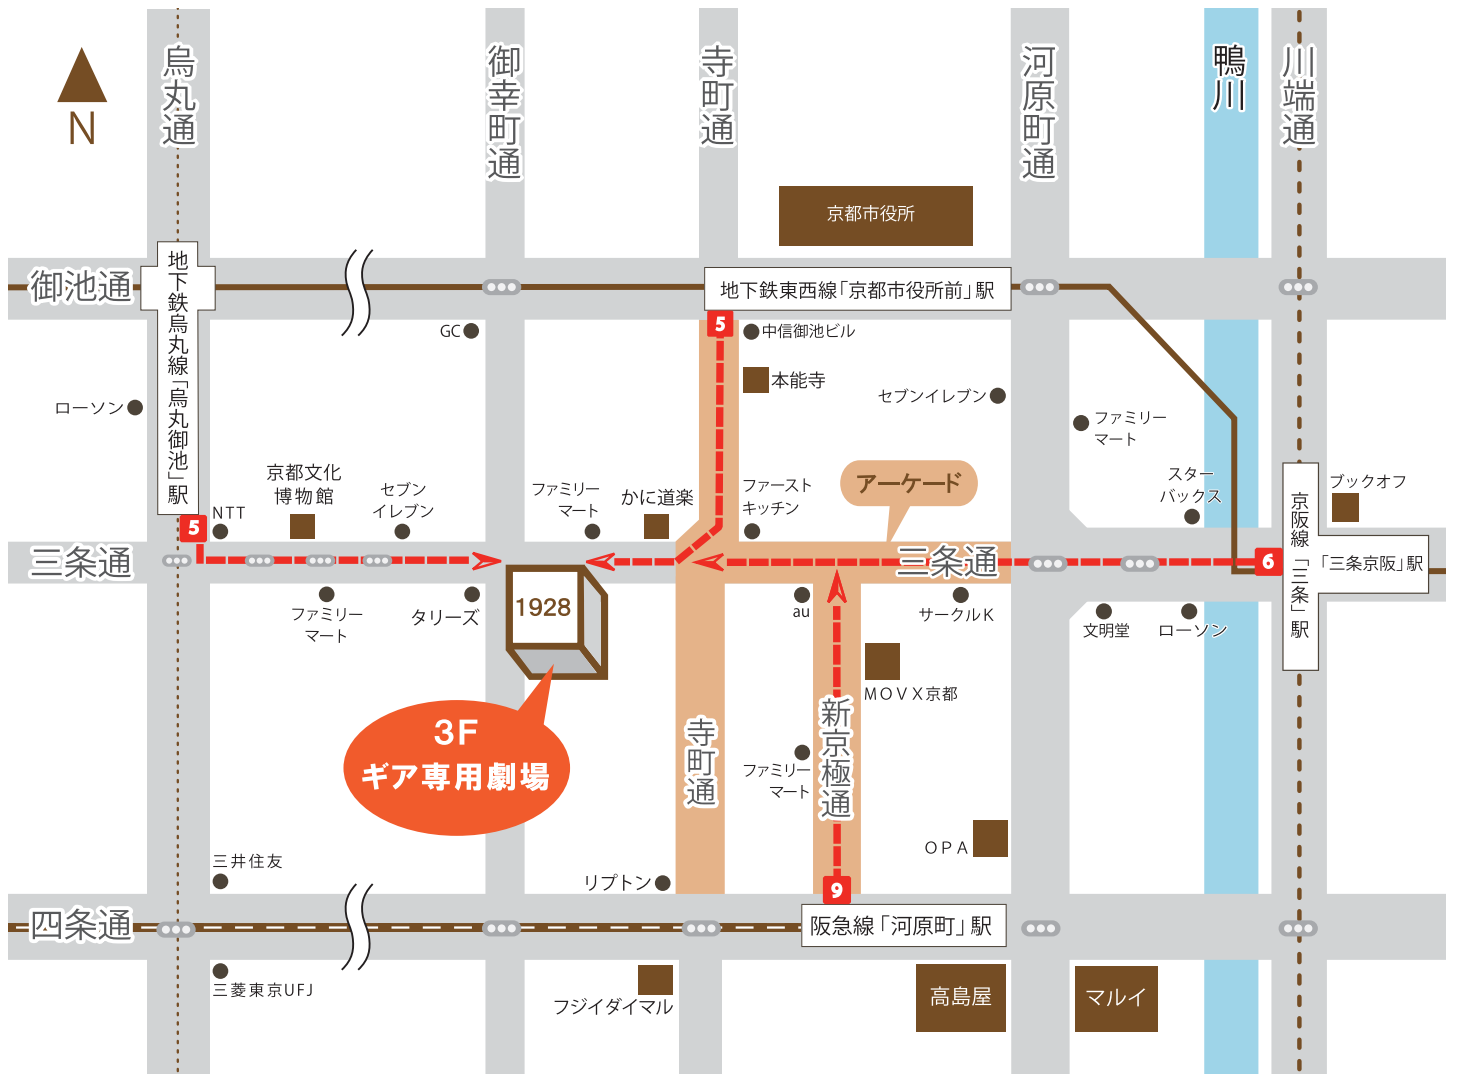 烏丸通
御幸町通
寺町通
河原町通
鴨川
川端通
N
京都市役所
御池通
地下鉄烏丸線「烏丸御池」駅
地下鉄東西線「京都市役所前」駅
5
GC
中信御池ビル
本能寺
セブンイレブン
ローソン
ファミリー
マート
アーケード
京都文化
博物館
セブン
イレブン
ファミリー
マート
かに道楽
ファースト
キッチン
スター
バックス
ブックオフ
NTT
5
三条通
三条通
6
京阪線「三条」駅
「三条京阪」駅
ファミリー
マート
タリーズ
1928
au
サークルK
文明堂
ローソン
MOVX京都
3F
ギア専用劇場
寺町通
新京極通
ファミリー
マート
OPA
三井住友
リプトン
9
四条通
阪急線「河原町」駅
三菱東京UFJ
フジイダイマル
高島屋
マルイ